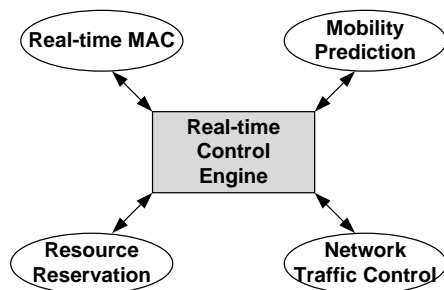 Real-time MAC
Mobility
Prediction
Real-time
Control
Engine
Resource
Reservation
Network
Traffic Control